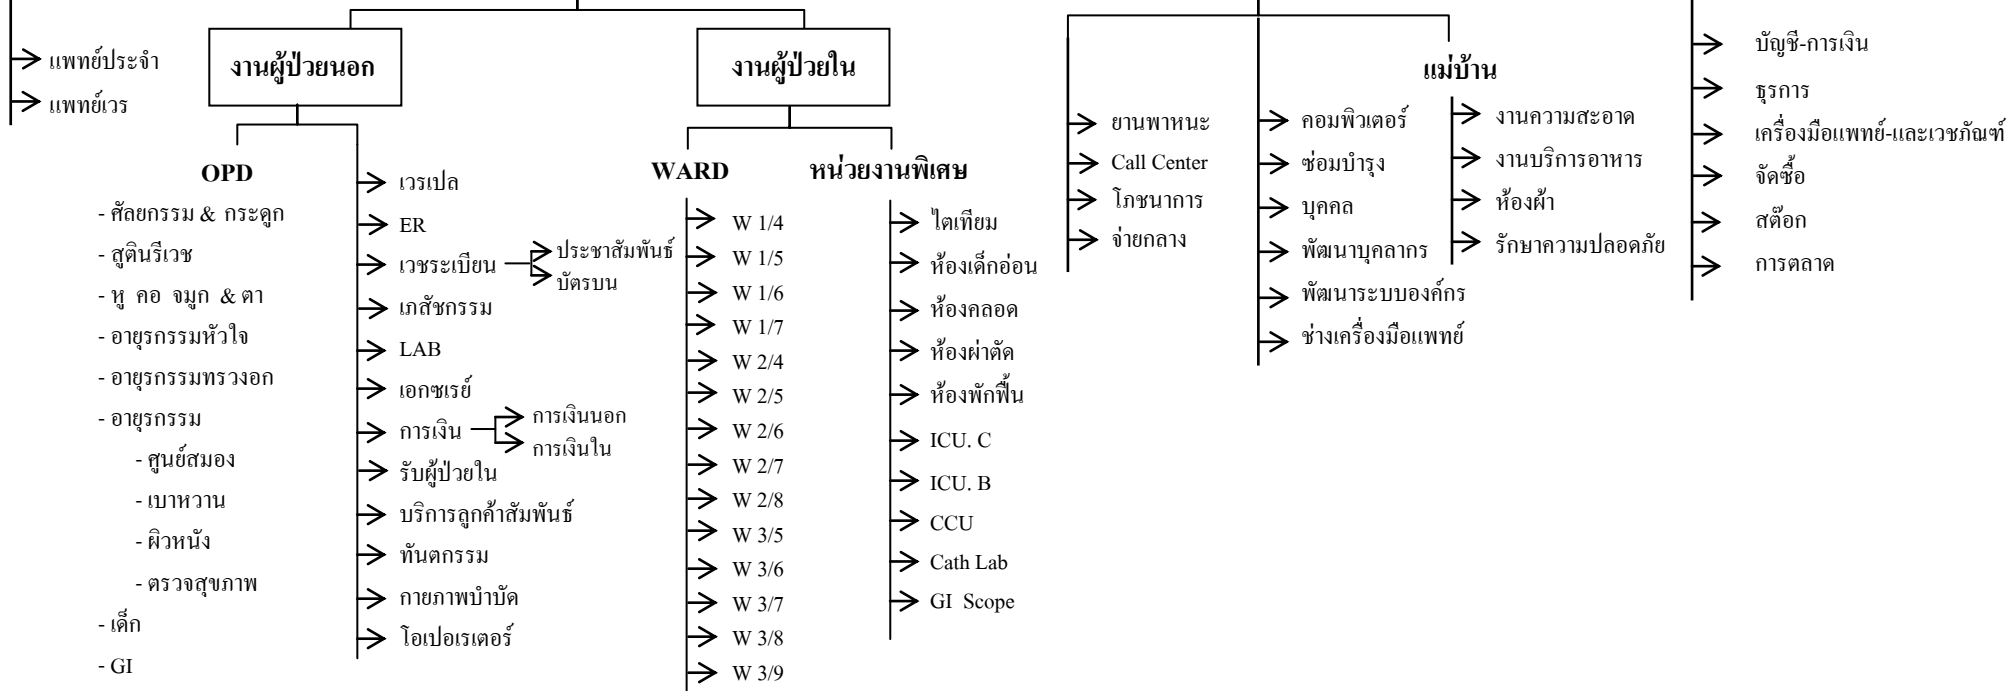 แพทย์ประจำ
แพทย์เวร
งานผู้ป่วยนอก
OPD
- ศัลยกรรม & กระดูก
- สูตินรีเวช
- หู คอ จมูก & ตา
- อายุรกรรมหัวใจ
- อายุรกรรมทรวงอก
- อายุรกรรม
- ศูนย์สมอง
- เบาหวาน
- ผิวหนัง
- ตรวจสุขภาพ
- เด็ก
- GI
เวรเปล
ER
เวชระเบียน
ประชาสัมพันธ์
บัตรบน
เภสัชกรรม
LAB
เอกซเรย์
การเงิน
การเงินนอก
การเงินใน
รับผู้ป่วยใน
บริการลูกค้าสัมพันธ์
ทันตกรรม
กายภาพบำบัด
โอเปอเรเตอร์
งานผู้ป่วยใน
WARD
W 1/4
W 1/5
W 1/6
W 1/7
W 2/4
W 2/5
W 2/6
W 2/7
W 2/8
W 3/5
W 3/6
W 3/7
W 3/8
W 3/9
หน่วยงานพิเศษ
ไตเทียม
ห้องเด็กอ่อน
ห้องคลอด
ห้องผ่าตัด
ห้องพักฟื้น
ICU. C
ICU. B
CCU
Cath Lab
GI Scope
ยานพาหนะ
Call Center
โภชนาการ
จ่ายกลาง
คอมพิวเตอร์
ซ่อมบำรุง
บุคคล
พัฒนาบุคลากร
พัฒนาระบบองค์กร
ช่างเครื่องมือแพทย์
แม่บ้าน
งานความสะอาด
งานบริการอาหาร
ห้องผ้า
รักษาความปลอดภัย
บัญชี-การเงิน
ธุรการ
เครื่องมือแพทย์-และเวชภัณฑ์
จัดซื้อ
สต๊อก
การตลาด